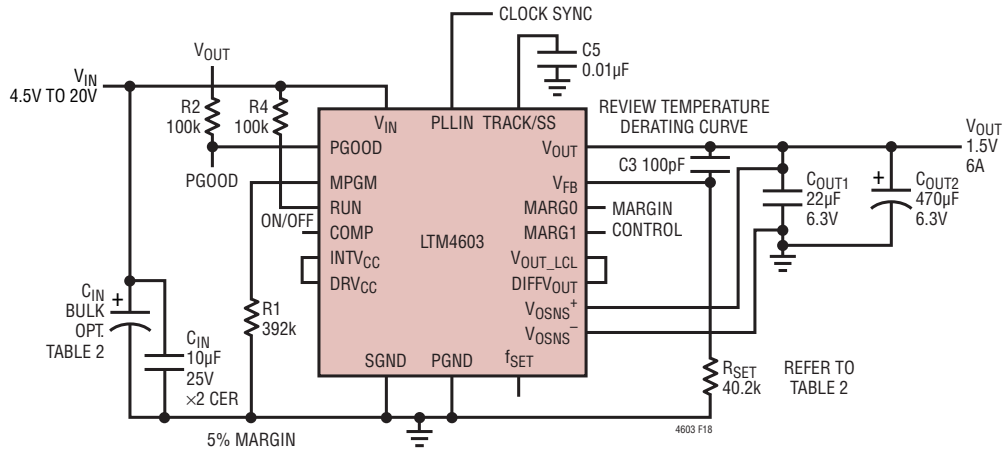 CLOCK SYNC
C5
0.01µF
VOUT
VIN
4.5V TO 20V
R2
100k
R4
100k
PGOOD
ON/OFF
VIN
PLLIN
TRACK/SS
PGOOD
MPGM
RUN
COMP
INTVCC
DRVCC
LTM4603
VOUT
VFB
MARG0
MARG1
VOUT_LCL
DIFFVOUT
VOSNS+
VOSNS–
SGND
PGND
fSET
REVIEW TEMPERATURE
DERATING CURVE
C3 100pF
MARGIN
CONTROL
VOUT
1.5V
6A
COUT1
22µF
6.3V
+
COUT2
470µF
6.3V
CIN
BULK
OPT.
TABLE 2
+
CIN
10µF
25V
×2 CER
R1
392k
5% MARGIN
RSET
40.2k
REFER TO
TABLE 2
4603 F18